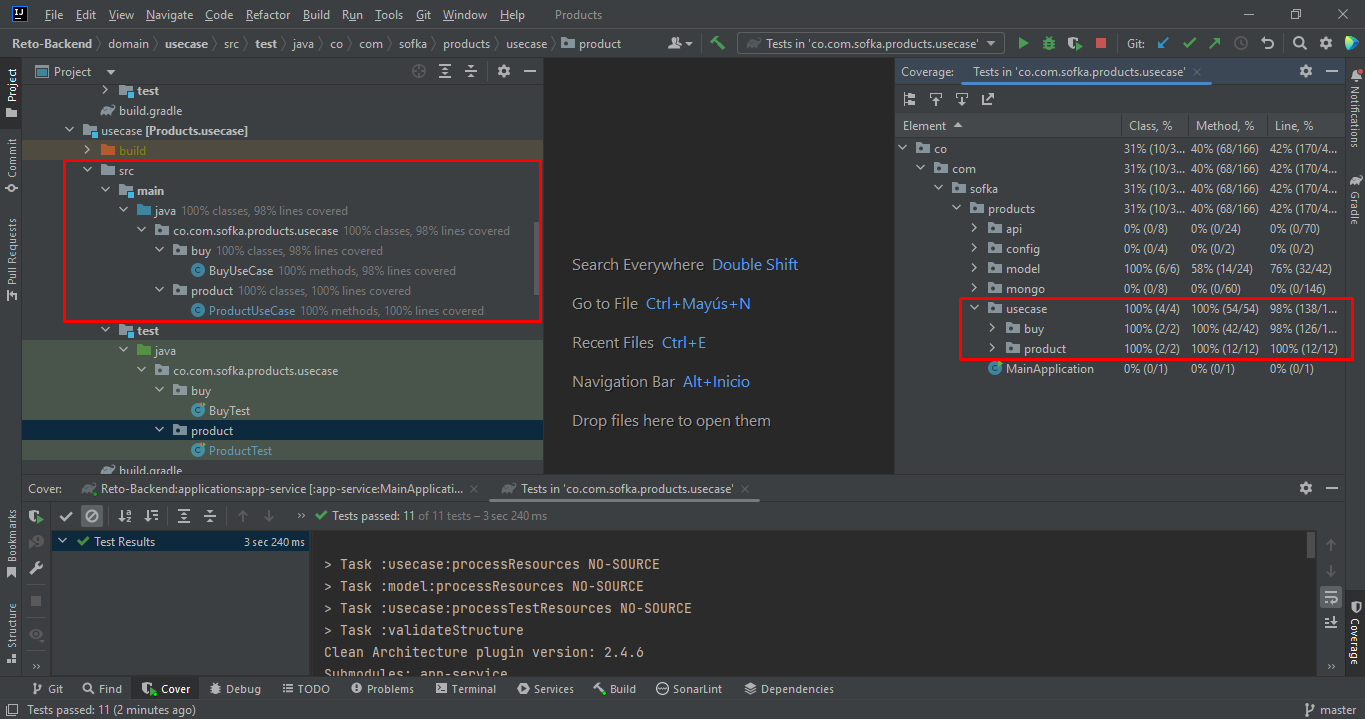 IJ File Edit View Navigate Code Refactor Build Run Tools Git Window Help Products
Reto-Backend domain usecase src test java co com sofka products usecase product Tests in 'co.com.sofka.products.usecase' Git:
Project
Project
Commit
Pull Requests
Bookmarks
Structure
test
build.gradle
usecase [Products.usecase]
build
src
main
java 100% classes, 98% lines covered
co.com.sofka.products.usecase 100% classes, 98% lines covered
buy 100% classes, 98% lines covered
BuyUseCase 100% methods, 98% lines covered
product 100% classes, 100% lines covered
ProductUseCase 100% methods, 100% lines covered
test
java
co.com.sofka.products.usecase
buy
BuyTest
product
ProductTest
build.gradle
Search Everywhere Double Shift
Go to File Ctrl+Mayús+N
Recent Files Ctrl+E
Navigation Bar Alt+Inicio
Drop files here to open them
Coverage: Tests in 'co.com.sofka.products.usecase'
Element Class, % Method, % Line, %
co 31% (10/3... 40% (68/166) 42% (170/4...
com 31% (10/3... 40% (68/166) 42% (170/4...
sofka 31% (10/3... 40% (68/166) 42% (170/4...
products 31% (10/3... 40% (68/166) 42% (170/4...
api 0% (0/8) 0% (0/24) 0% (0/70)
config 0% (0/4) 0% (0/2) 0% (0/2)
model 100% (6/6) 58% (14/24) 76% (32/42)
mongo 0% (0/8) 0% (0/60) 0% (0/146)
usecase 100% (4/4) 100% (54/54) 98% (138/1...
buy 100% (2/2) 100% (42/42) 98% (126/1...
product 100% (2/2) 100% (12/12) 100% (12/12)
MainApplication 0% (0/1) 0% (0/1) 0% (0/1)
Notifications
Gradle
Coverage
Cover: Reto-Backend:applications:app-service [:app-service:MainApplicati... Tests in 'co.com.sofka.products.usecase'
Tests passed: 11 of 11 tests – 3 sec 240 ms
Test Results 3 sec 240 ms
> Task :usecase:processResources NO-SOURCE
> Task :model:processResources NO-SOURCE
> Task :usecase:processTestResources NO-SOURCE
> Task :validateStructure
Clean Architecture plugin version: 2.4.6
Submodules: app-service
Git Find Cover Debug TODO Problems Terminal Services Build SonarLint Dependencies
Tests passed: 11 (2 minutes ago) master